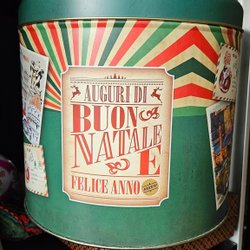 AUGURI DI
BUON
NATALE
E
FELICE ANNO